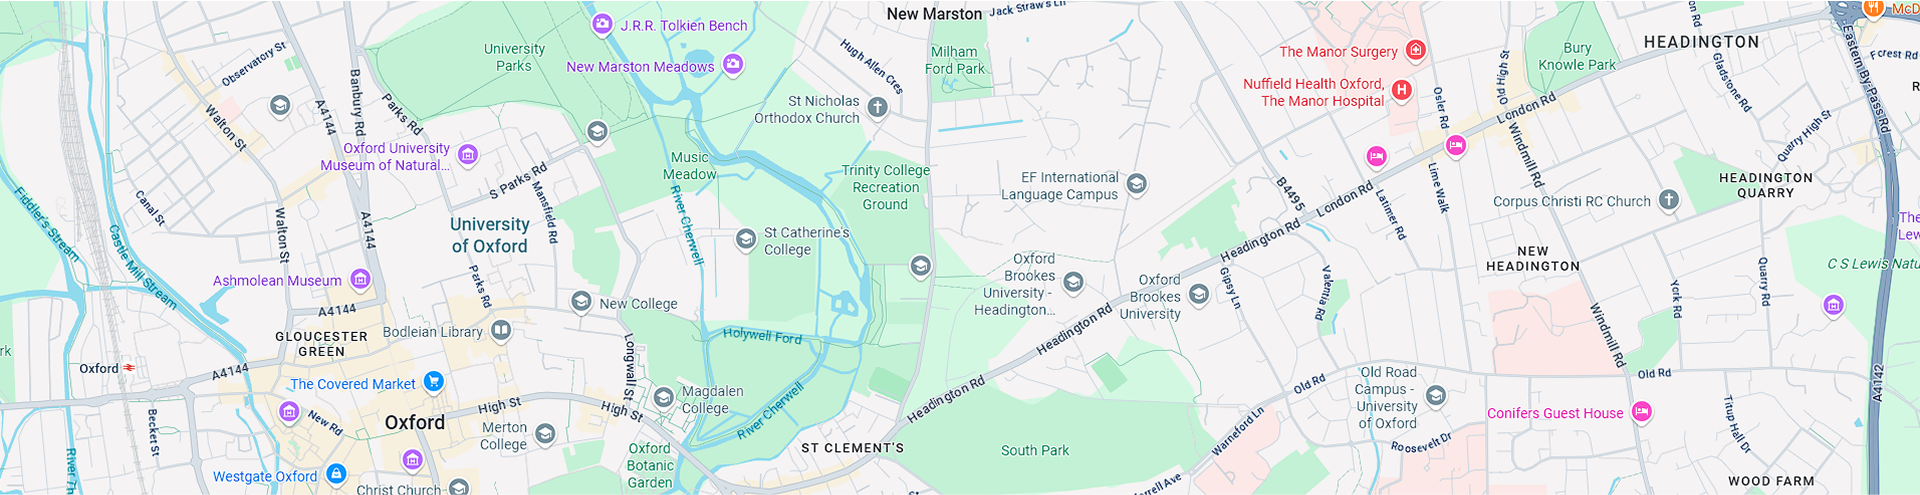 New Marston
Jack Straw's Ln
McD
J.R.R. Tolkien Bench
HEADINGTON
University
Parks
Observatory St
Hugh Allen Cres
Milham
Ford Park
The Manor Surgery
Bury
Knowle Park
Eastern By-Pass Rd
Forest Rd
New Marston Meadows
Banbury Rd
A4144
Parks Rd
Walton St
St Nicholas
Orthodox Church
Nuffield Health Oxford,
The Manor Hospital
Osler Rd
Old High St
London Rd
Gladstone Rd
Quarry High St
Oxford University
Museum of Natural...
S Parks Rd
Mansfield Rd
Music
Meadow
Trinity College
Recreation
Ground
EF International
Language Campus
B4495
London Rd
Latimer Rd
Lime Walk
Windmill Rd
Corpus Christi RC Church
HEADINGTON
QUARRY
Fiddler's Stream
Canal St
Castle Mill Stream
Walton St
A4144
University
of Oxford
River Cherwell
St Catherine's
College
Headington Rd
NEW
HEADINGTON
The
Lew
C S Lewis Natu
Ashmolean Museum
Parks Rd
New College
Oxford
Brookes
University -
Headington...
Oxford
Brookes
University
Gipsy Ln
Valentia Rd
York Rd
Quarry Rd
A4144
GLOUCESTER
GREEN
Bodleian Library
Holywell Ford
Headington Rd
Windmill Rd
rk
Oxford
A4144
The Covered Market
Longwall St
Magdalen
College
River Cherwell
Headington Rd
Old Rd
Old Road
Campus -
University
of Oxford
Old Rd
A4142
Becket St
New Rd
Oxford
High St
High St
Merton
College
ST CLEMENT'S
Warneford Ln
Roosevelt Dr
Conifers Guest House
Titup Hall Dr
Westgate Oxford
Christ Church
Oxford
Botanic
Garden
South Park
WOOD FARM